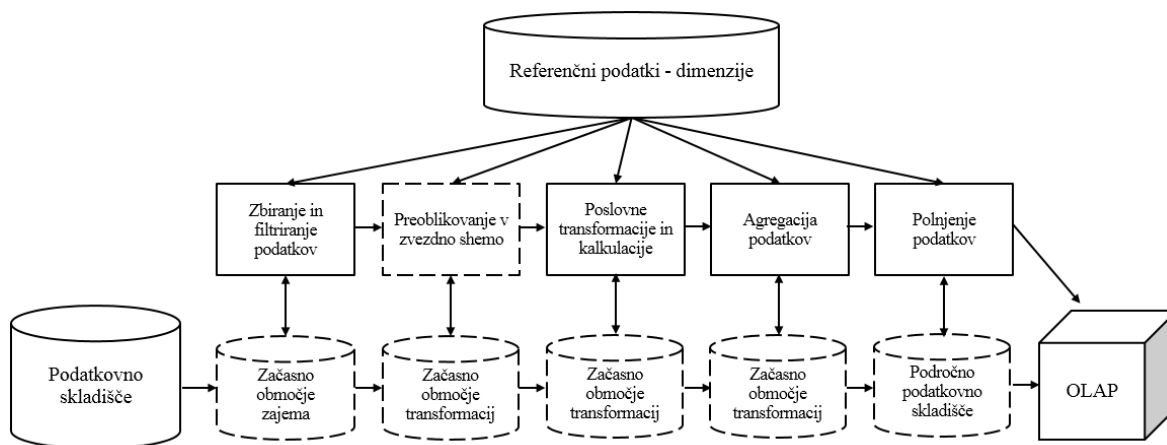 Referenčni podatki - dimenzije
Zbiranje in
filtriranje
podatkov
Preoblikovanje v
zvezdno shemo
Poslovne
transformacije in
kalkulacije
Agregacija
podatkov
Polnjenje
podatkov
Podatkovno
skladišče
Začasno
območje
zajema
Začasno
območje
transformacij
Začasno
območje
transformacij
Začasno
območje
transformacij
Področno
podatkovno
skladišče
OLAP